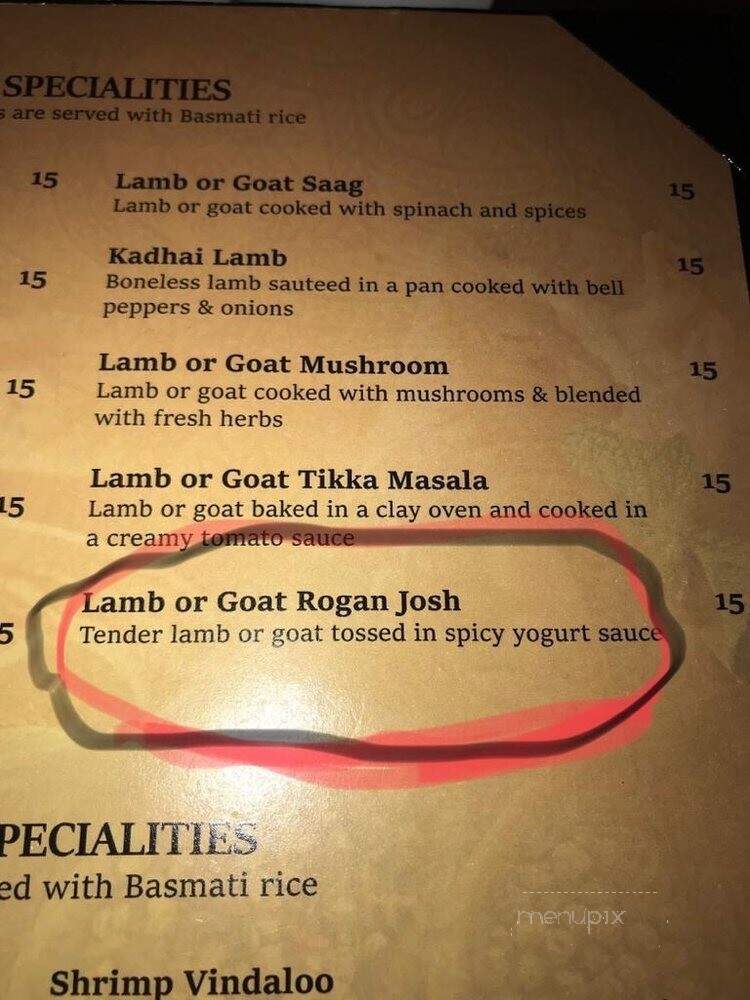 SPECIALITIES
s are served with Basmati rice
15 Lamb or Goat Saag 15
Lamb or goat cooked with spinach and spices
Kadhai Lamb 15
15 Boneless lamb sauteed in a pan cooked with bell
peppers & onions
Lamb or Goat Mushroom 15
15 Lamb or goat cooked with mushrooms & blended
with fresh herbs
Lamb or Goat Tikka Masala 15
15 Lamb or goat baked in a clay oven and cooked in
a creamy tomato sauce
Lamb or Goat Rogan Josh 15
5 Tender lamb or goat tossed in spicy yogurt sauce
PECIALITIES
ed with Basmati rice
menupix
Shrimp Vindaloo